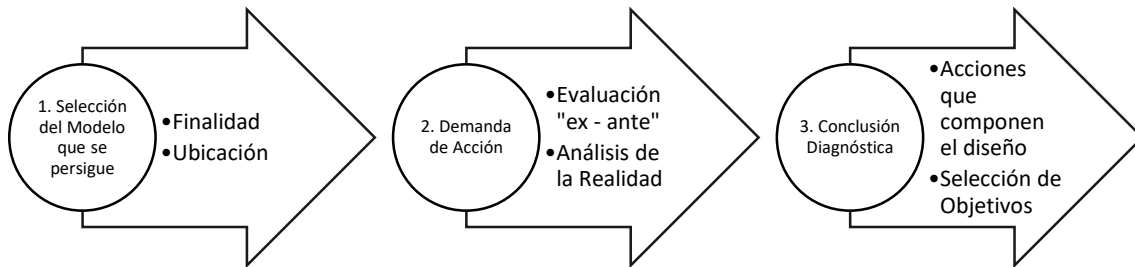 1. Selección
del Modelo
que se
persigue
•Finalidad
•Ubicación
2. Demanda
de Acción
•Evaluación
"ex - ante"
•Análisis de
la Realidad
3. Conclusión
Diagnóstica
•Acciones
que
componen
el diseño
•Selección de
Objetivos